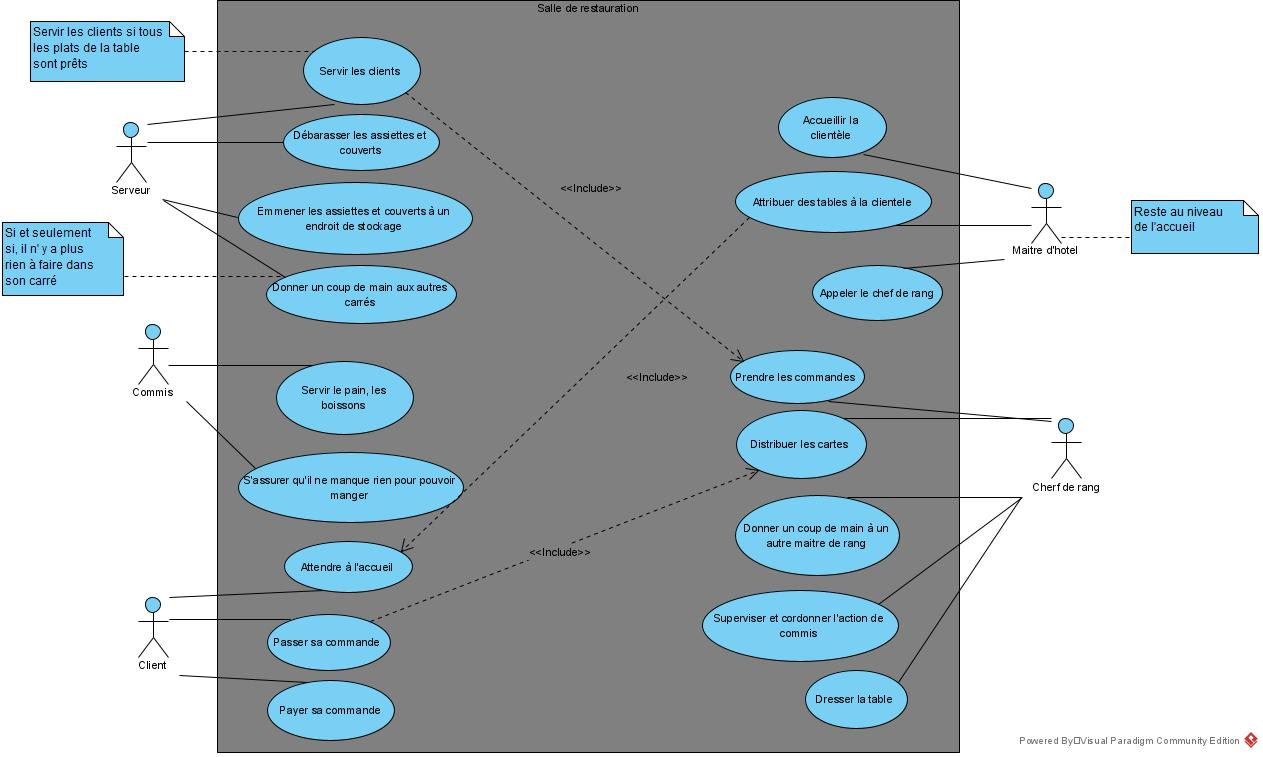 Salle de restauration
Servir les clients si tous
les plats de la table
sont prêts
Servir les clients
Débarasser les assiettes et
couverts
Serveur
Emmener les assiettes et couverts à un
endroit de stockage
Si et seulement
si, il n' y a plus
rien à faire dans
son carré
Donner un coup de main aux autres
carrés
Commis
Servir le pain, les
boissons
S'assurer qu'il ne manque rien pour pouvoir
manger
Attendre à l'accueil
Client
Passer sa commande
Payer sa commande
<<Include>>
<<Include>>
<<Include>>
Accueillir la
clientèle
Attribuer des tables à la clientele
Maitre d'hotel
Reste au niveau
de l'accueil
Appeler le chef de rang
Prendre les commandes
Distribuer les cartes
Cherf de rang
Donner un coup de main à un
autre maitre de rang
Superviser et cordonner l'action de
commis
Dresser la table
Powered By Visual Paradigm Community Edition